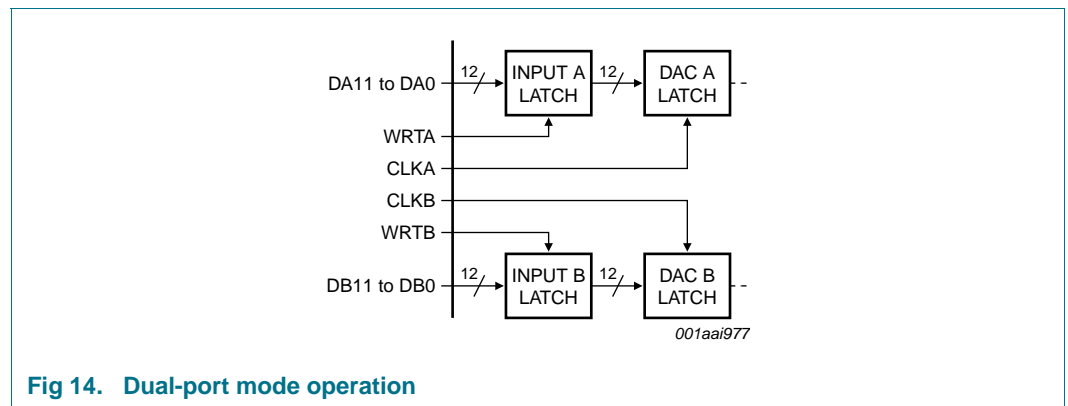 DA11 to DA0
12
INPUT A
LATCH
12
DAC A
LATCH
WRTA
CLKA
CLKB
WRTB
DB11 to DB0
12
INPUT B
LATCH
12
DAC B
LATCH
001aai977
Fig 14. Dual-port mode operation